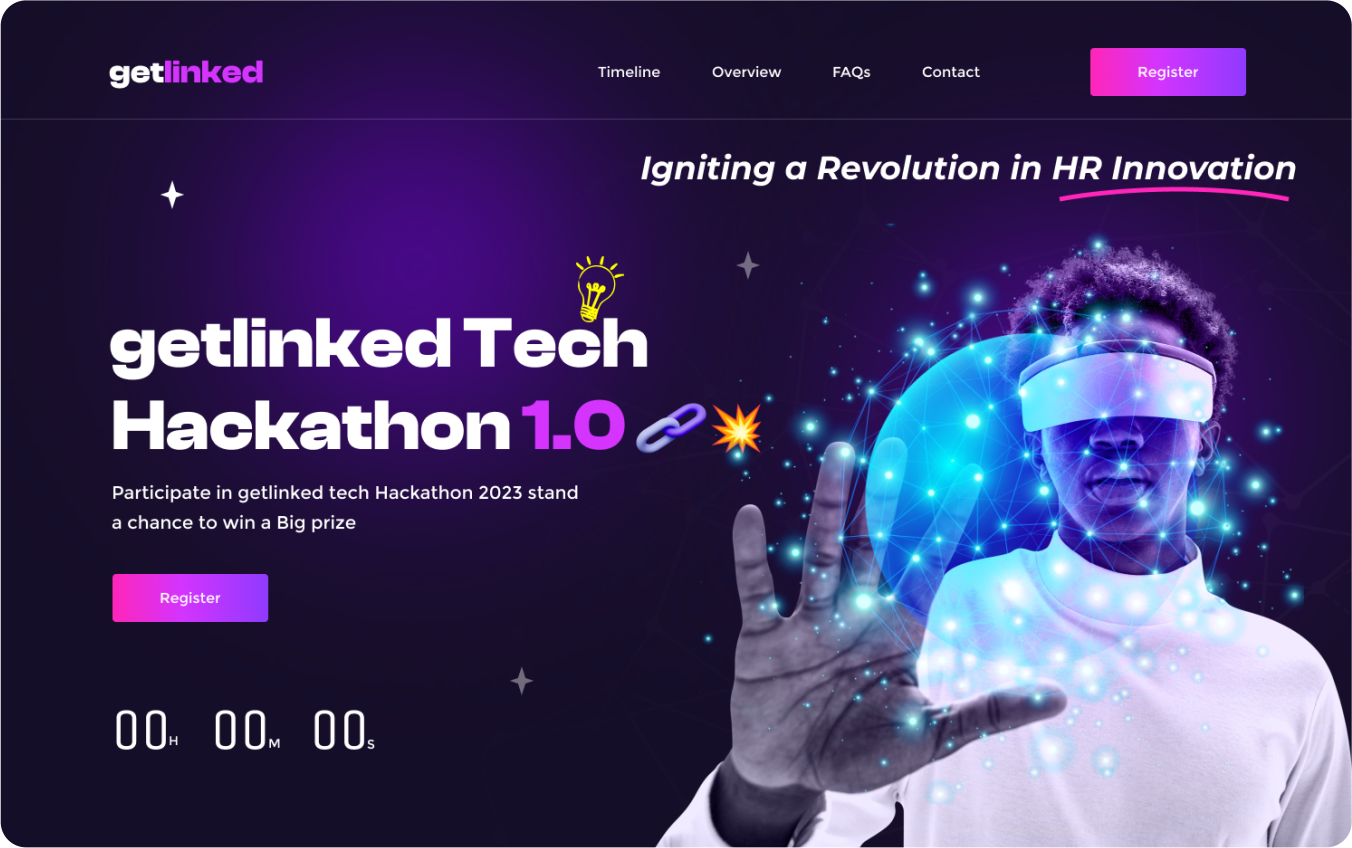 getlinked
Timeline Overview FAQs Contact Register
Igniting a Revolution in HR Innovation
getlinked Tech
Hackathon 1.0 🔗 💥
Participate in getlinked tech Hackathon 2023 stand
a chance to win a Big prize
Register
00H 00M 00S